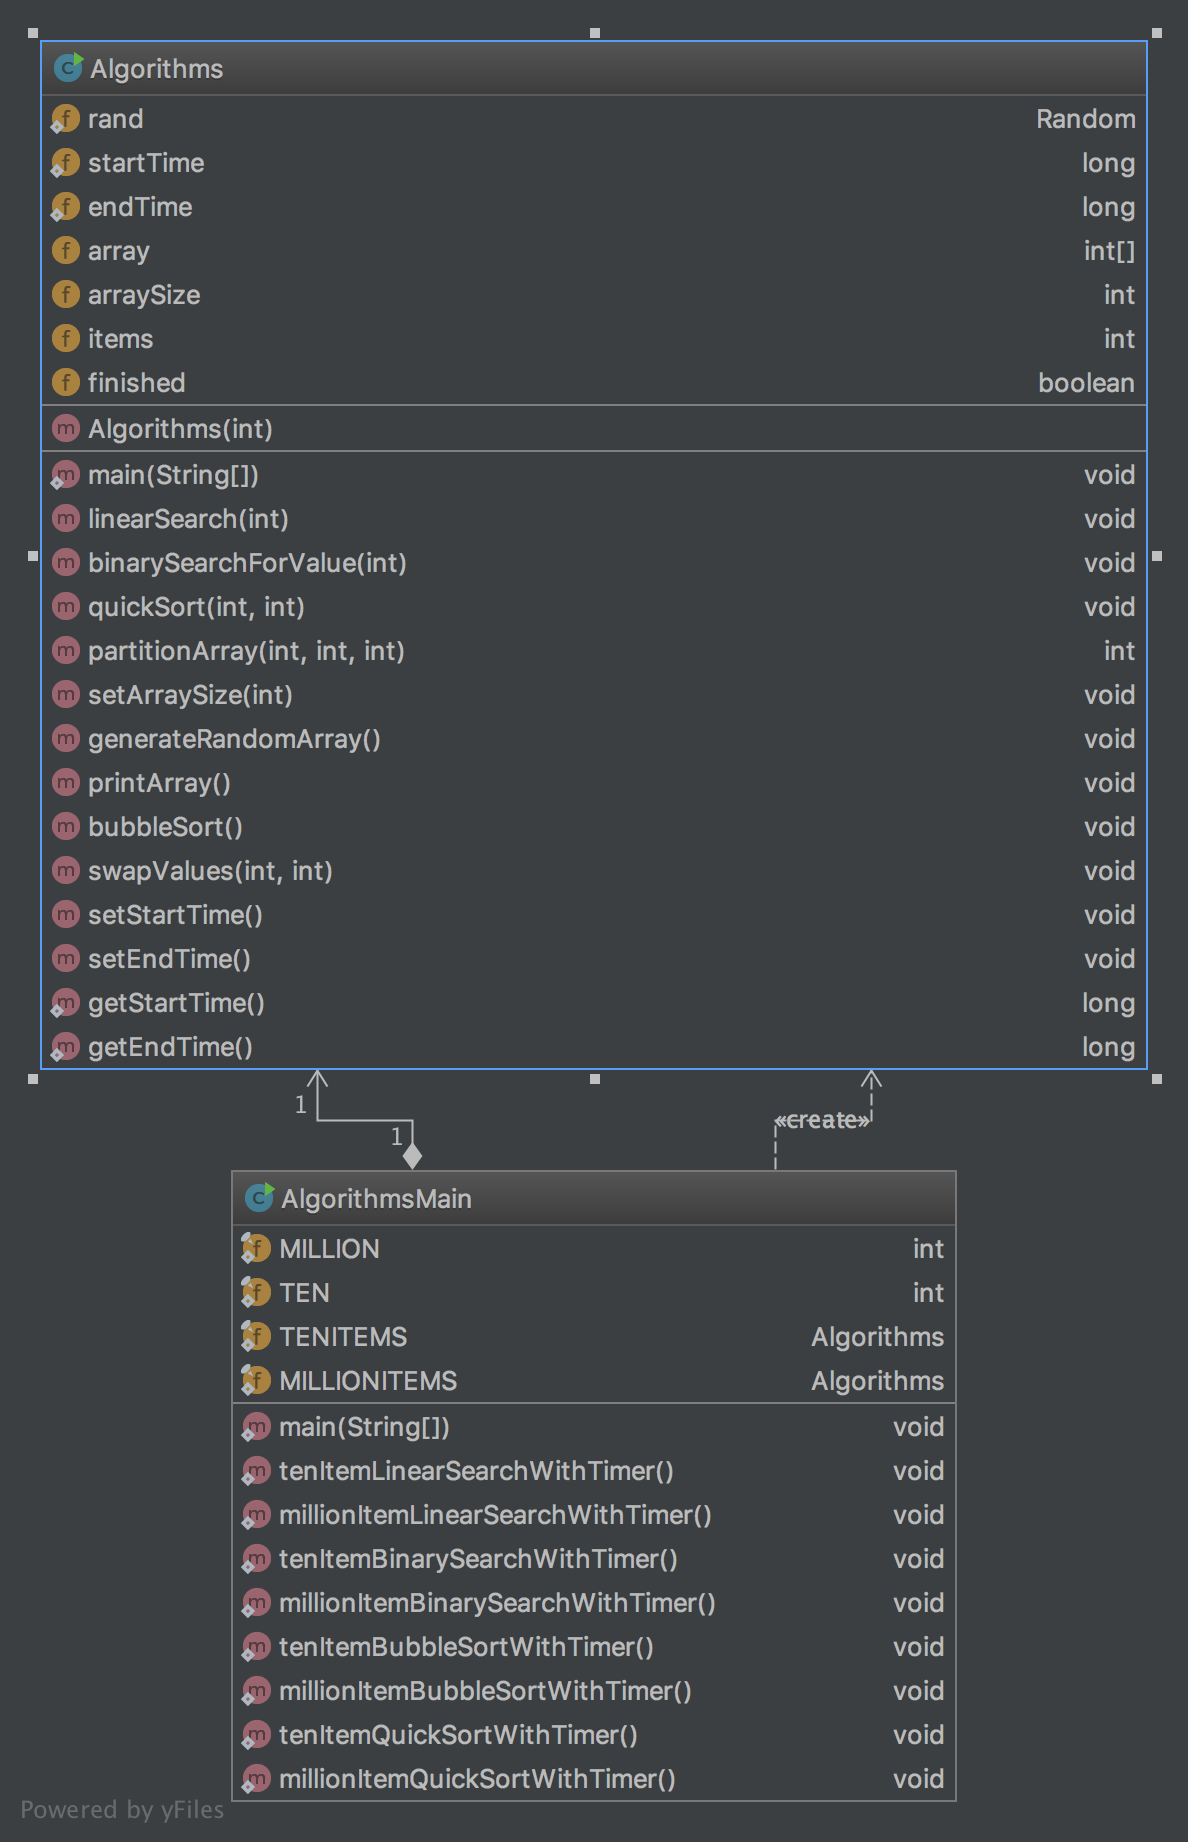 Algorithms
rand Random
startTime long
endTime long
array int[]
arraySize int
items int
finished boolean
Algorithms(int)
main(String[]) void
linearSearch(int) void
binarySearchForValue(int) void
quickSort(int, int) void
partitionArray(int, int, int) int
setArraySize(int) void
generateRandomArray() void
printArray() void
bubbleSort() void
swapValues(int, int) void
setStartTime() void
setEndTime() void
getStartTime() long
getEndTime() long
1
1
«create»
AlgorithmsMain
MILLION int
TEN int
TENITEMS Algorithms
MILLIONITEMS Algorithms
main(String[]) void
tenItemLinearSearchWithTimer() void
millionItemLinearSearchWithTimer() void
tenItemBinarySearchWithTimer() void
millionItemBinarySearchWithTimer() void
tenItemBubbleSortWithTimer() void
millionItemBubbleSortWithTimer() void
tenItemQuickSortWithTimer() void
millionItemQuickSortWithTimer() void
Powered by yFiles